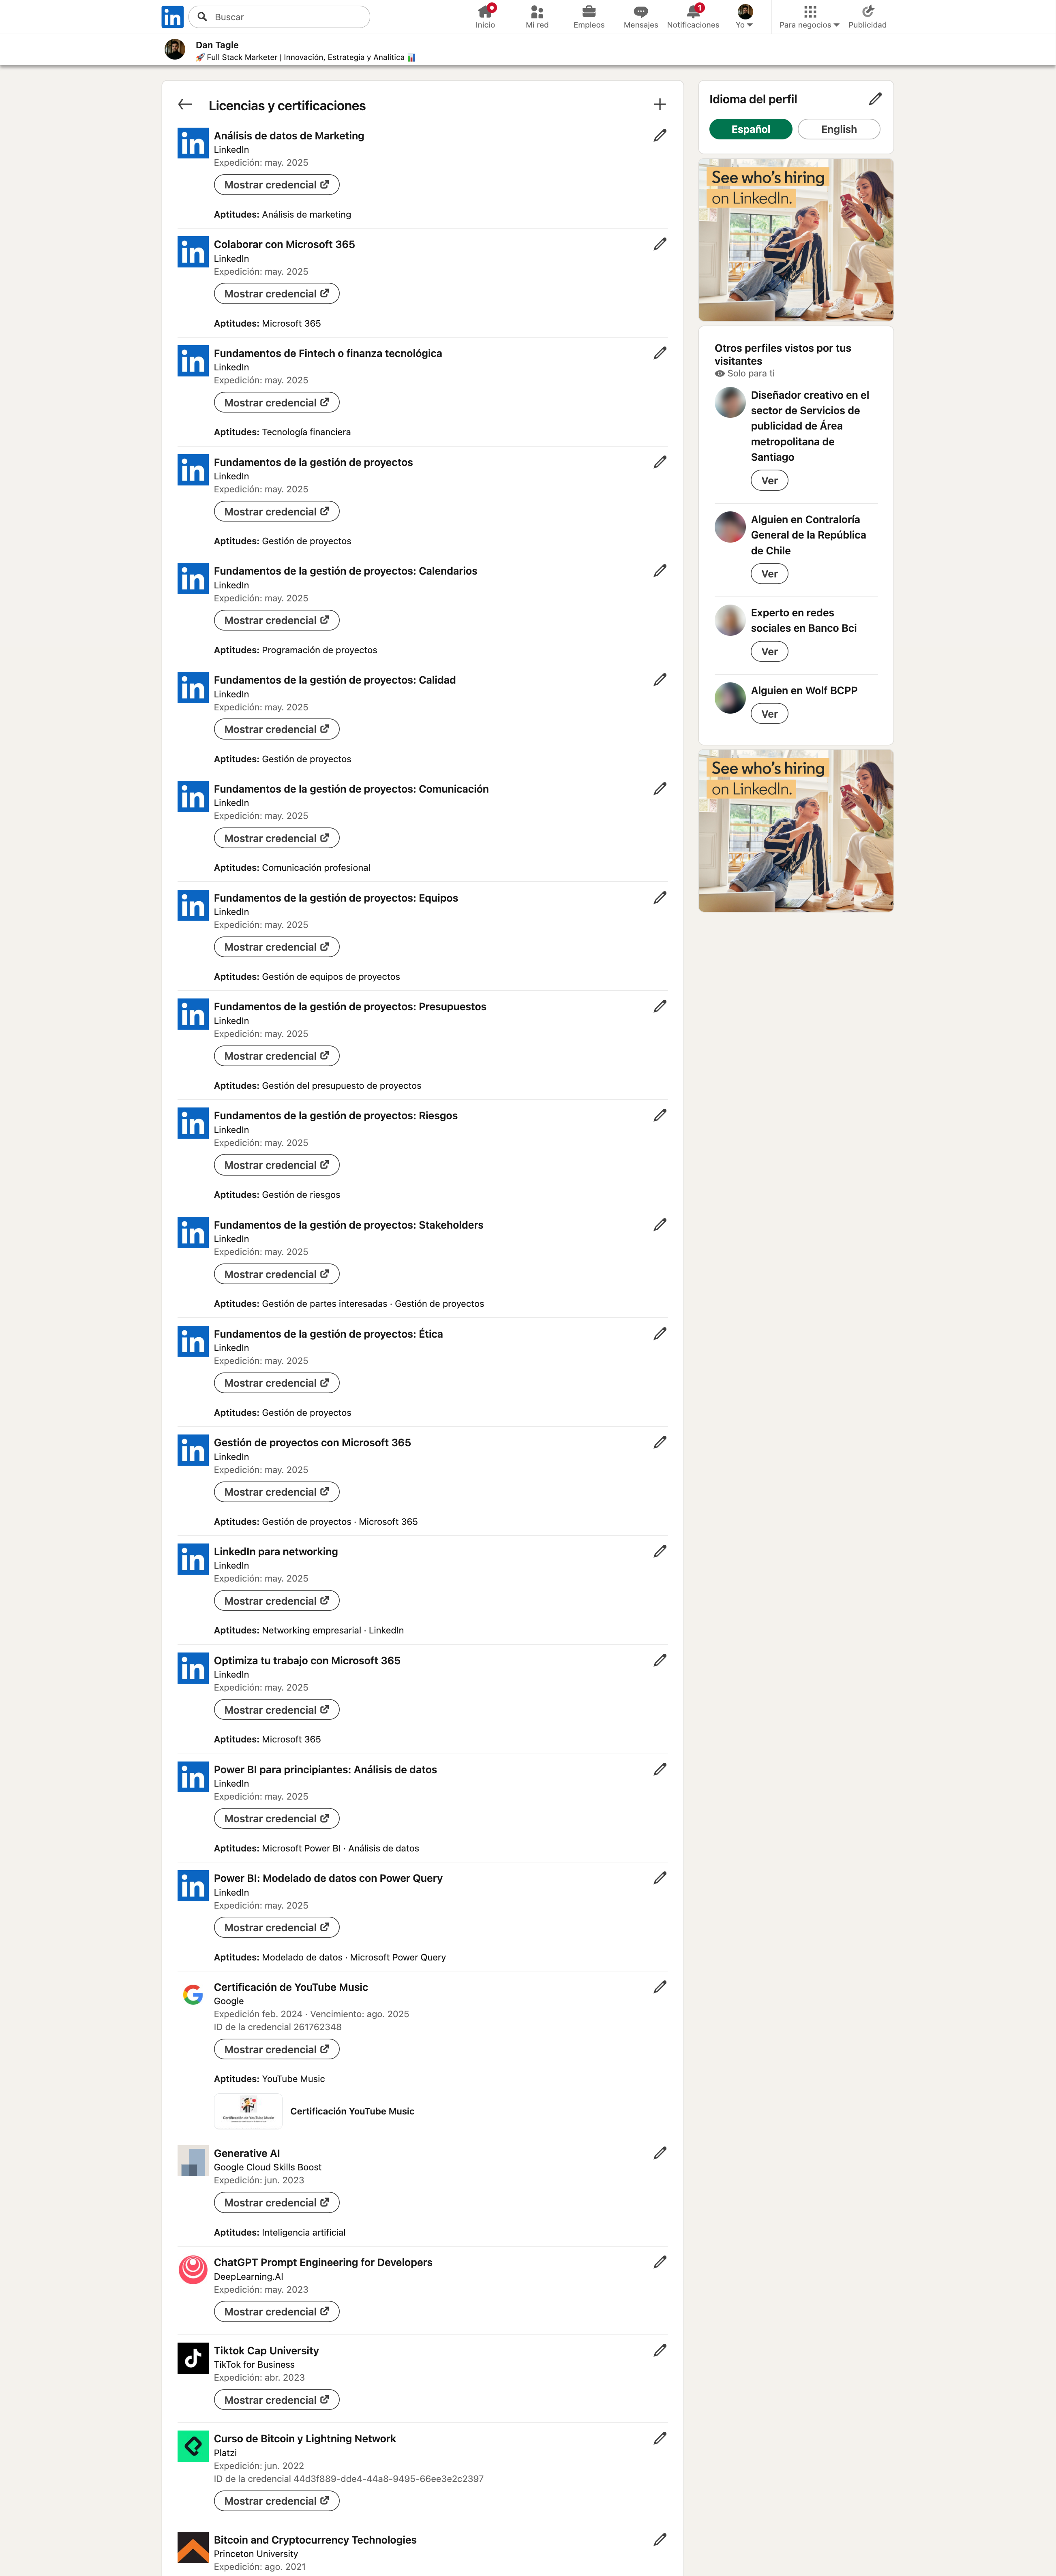 in
Buscar
Inicio
Mi red
Empleos
Mensajes
1
Notificaciones
Yo
Para negocios
Publicidad
Dan Tagle
🚀 Full Stack Marketer | Innovación, Estrategia y Analítica 📊
Licencias y certificaciones
Análisis de datos de Marketing
LinkedIn
Expedición: may. 2025
Mostrar credencial
Aptitudes: Análisis de marketing
Colaborar con Microsoft 365
LinkedIn
Expedición: may. 2025
Mostrar credencial
Aptitudes: Microsoft 365
Fundamentos de Fintech o finanza tecnológica
LinkedIn
Expedición: may. 2025
Mostrar credencial
Aptitudes: Tecnología financiera
Fundamentos de la gestión de proyectos
LinkedIn
Expedición: may. 2025
Mostrar credencial
Aptitudes: Gestión de proyectos
Fundamentos de la gestión de proyectos: Calendarios
LinkedIn
Expedición: may. 2025
Mostrar credencial
Aptitudes: Programación de proyectos
Fundamentos de la gestión de proyectos: Calidad
LinkedIn
Expedición: may. 2025
Mostrar credencial
Aptitudes: Gestión de proyectos
Fundamentos de la gestión de proyectos: Comunicación
LinkedIn
Expedición: may. 2025
Mostrar credencial
Aptitudes: Comunicación profesional
Fundamentos de la gestión de proyectos: Equipos
LinkedIn
Expedición: may. 2025
Mostrar credencial
Aptitudes: Gestión de equipos de proyectos
Fundamentos de la gestión de proyectos: Presupuestos
LinkedIn
Expedición: may. 2025
Mostrar credencial
Aptitudes: Gestión del presupuesto de proyectos
Fundamentos de la gestión de proyectos: Riesgos
LinkedIn
Expedición: may. 2025
Mostrar credencial
Aptitudes: Gestión de riesgos
Fundamentos de la gestión de proyectos: Stakeholders
LinkedIn
Expedición: may. 2025
Mostrar credencial
Aptitudes: Gestión de partes interesadas · Gestión de proyectos
Fundamentos de la gestión de proyectos: Ética
LinkedIn
Expedición: may. 2025
Mostrar credencial
Aptitudes: Gestión de proyectos
Gestión de proyectos con Microsoft 365
LinkedIn
Expedición: may. 2025
Mostrar credencial
Aptitudes: Gestión de proyectos · Microsoft 365
LinkedIn para networking
LinkedIn
Expedición: may. 2025
Mostrar credencial
Aptitudes: Networking empresarial · LinkedIn
Optimiza tu trabajo con Microsoft 365
LinkedIn
Expedición: may. 2025
Mostrar credencial
Aptitudes: Microsoft 365
Power BI para principiantes: Análisis de datos
LinkedIn
Expedición: may. 2025
Mostrar credencial
Aptitudes: Microsoft Power BI · Análisis de datos
Power BI: Modelado de datos con Power Query
LinkedIn
Expedición: may. 2025
Mostrar credencial
Aptitudes: Modelado de datos · Microsoft Power Query
Certificación de YouTube Music
Google
Expedición feb. 2024 · Vencimiento: ago. 2025
ID de la credencial 261762348
Mostrar credencial
Aptitudes: YouTube Music
Certificación de YouTube Music
Certificación YouTube Music
Generative AI
Google Cloud Skills Boost
Expedición: jun. 2023
Mostrar credencial
Aptitudes: Inteligencia artificial
ChatGPT Prompt Engineering for Developers
DeepLearning.AI
Expedición: may. 2023
Mostrar credencial
Tiktok Cap University
TikTok for Business
Expedición: abr. 2023
Mostrar credencial
Curso de Bitcoin y Lightning Network
Platzi
Expedición: jun. 2022
ID de la credencial 44d3f889-dde4-44a8-9495-66ee3e2c2397
Mostrar credencial
Bitcoin and Cryptocurrency Technologies
Princeton University
Expedición: ago. 2021
Idioma del perfil
Español
English
See who's hiring
on LinkedIn.
Otros perfiles vistos por tus
visitantes
Solo para ti
Diseñador creativo en el
sector de Servicios de
publicidad de Área
metropolitana de
Santiago
Ver
Alguien en Contraloría
General de la República
de Chile
Ver
Experto en redes
sociales en Banco Bci
Ver
Alguien en Wolf BCPP
Ver
See who's hiring
on LinkedIn.